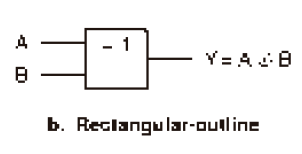 A
– 1
Y = A ∴ B
B
b. Rectangular-outline